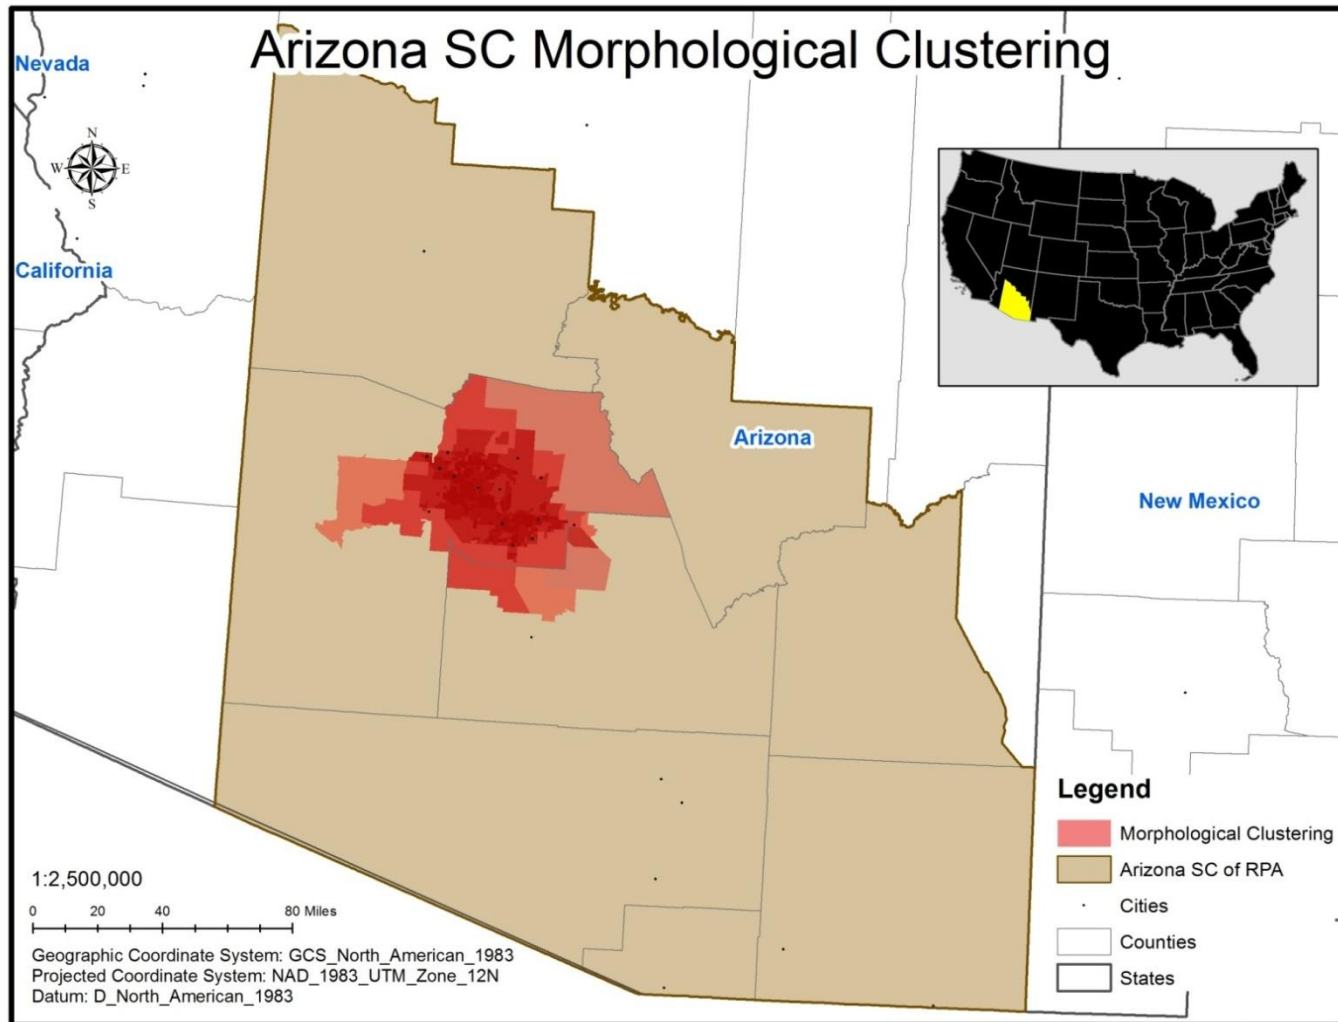 Arizona SC Morphological Clustering
Nevada
N
W E
S
California
Arizona
New Mexico
Legend
Morphological Clustering
Arizona SC of RPA
Cities
Counties
States
1:2,500,000
0 20 40 80 Miles
Geographic Coordinate System: GCS_North_American_1983
Projected Coordinate System: NAD_1983_UTM_Zone_12N
Datum: D_North_American_1983